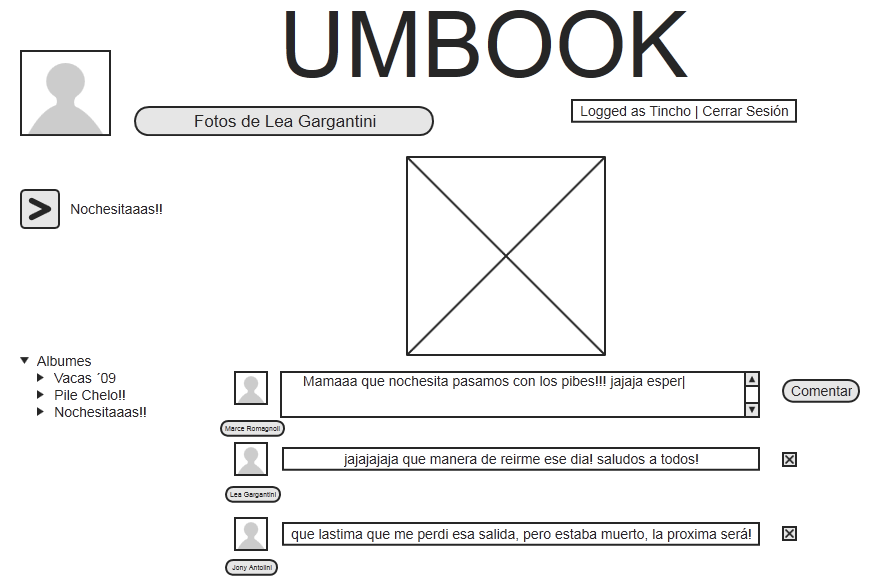 UMBOOK
Logged as Tincho | Cerrar Sesión
Fotos de Lea Gargantini
Nochesitaaas!!
Albumes
Vacas ´09
Pile Chelo!!
Nochesitaaas!!
Mamaaa que nochesita pasamos con los pibes!!! jajaja esper|
Comentar
Marce Romagnoli
jajajajaja que manera de reirme ese dia! saludos a todos!
Lea Gargantini
que lastima que me perdi esa salida, pero estaba muerto, la proxima será!
Jony Antolini